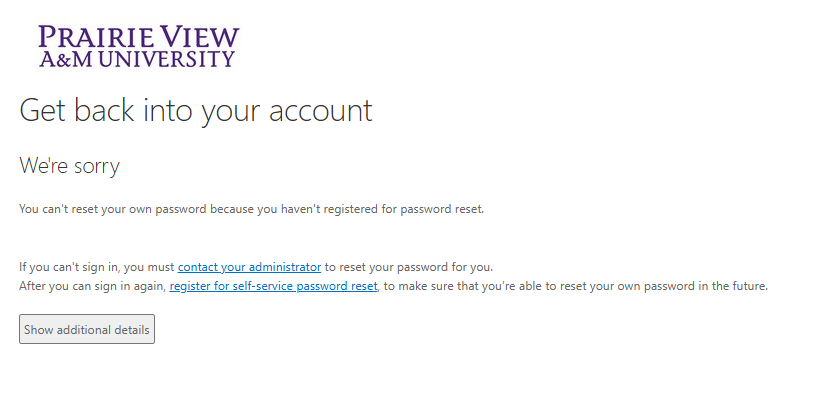 PRAIRIE VIEW
A&M UNIVERSITY
Get back into your account
We're sorry
You can't reset your own password because you haven't registered for password reset.
If you can't sign in, you must contact your administrator to reset your password for you.
After you can sign in again, register for self-service password reset, to make sure that you're able to reset your own password in the future.
Show additional details